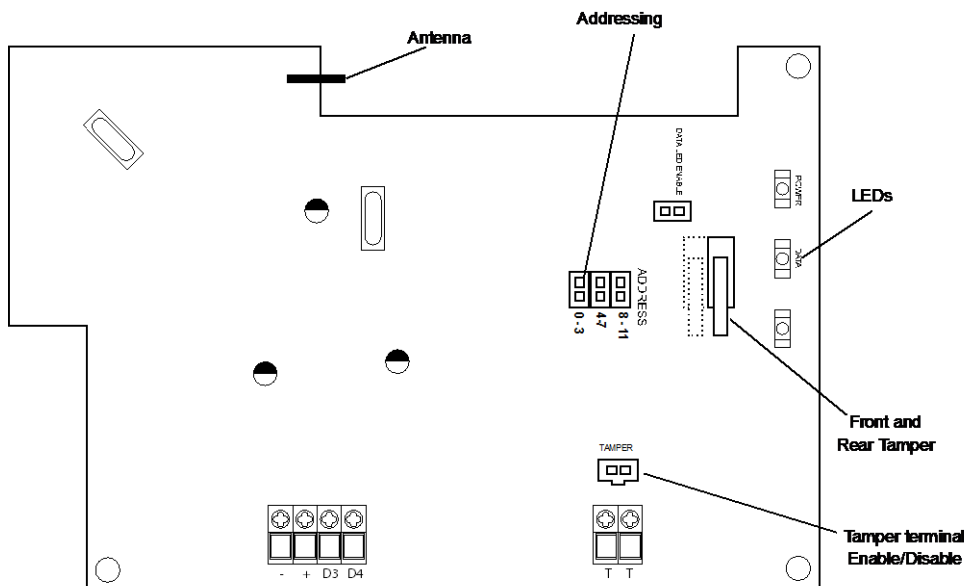 Addressing
Antenna
DATA LED ENABLE
POWER
LEDs
DATA
ADDRESS
0 - 3
4-7
8 - 11
Front and
Rear Tamper
TAMPER
Tamper terminal
Enable/Disable
- + D3 D4
T T